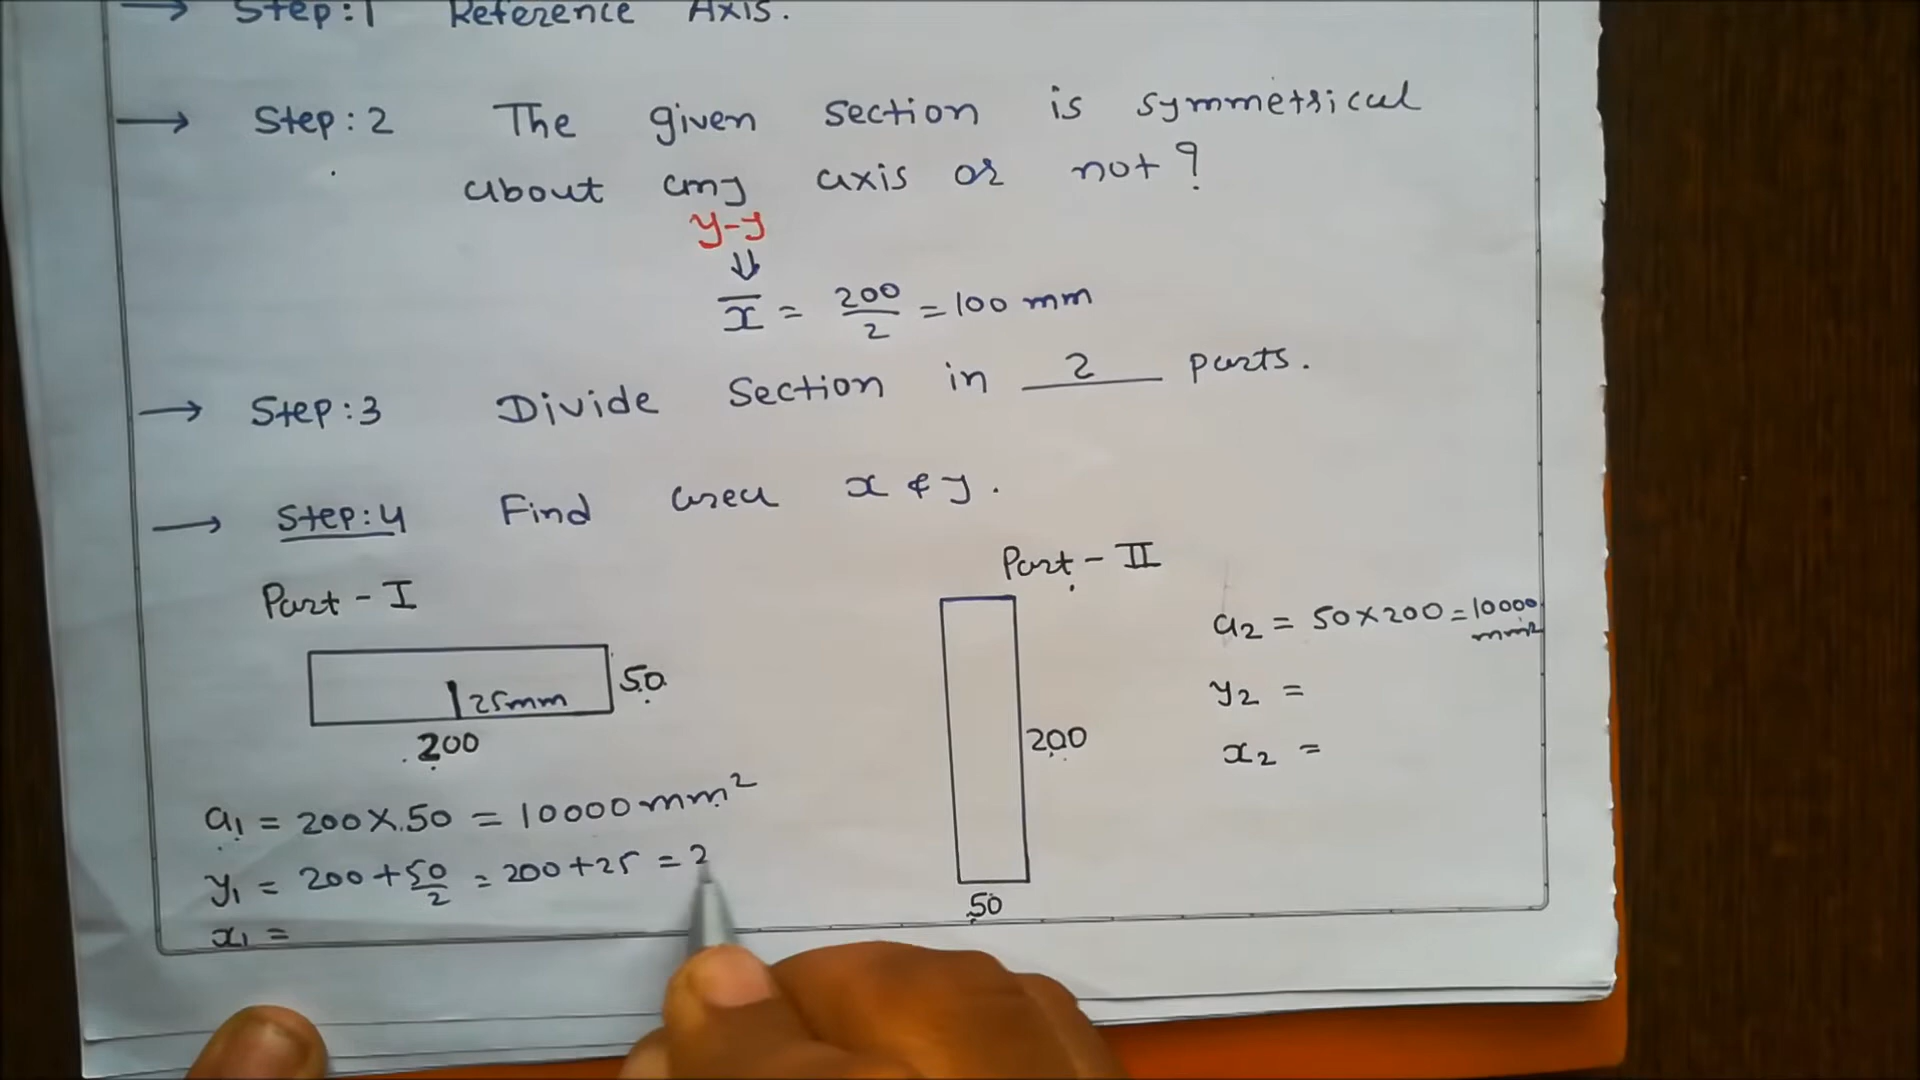 → Step:1 Reference Axis.
→ Step:2 The given section is symmetrical
about any axis or not?
y-y
⇓
x̄ = 200/2 = 100 mm
→ Step:3 Divide Section in 2 parts.
→ Step:4 Find area x & y.
Part - I
50
25mm
200
a1 = 200×50 = 10000 mm²
y1 = 200 + 50/2 = 200 + 25 = 2
x1 =
Part - II
200
50
a2 = 50×200 = 10000
mm²
y2 =
x2 =